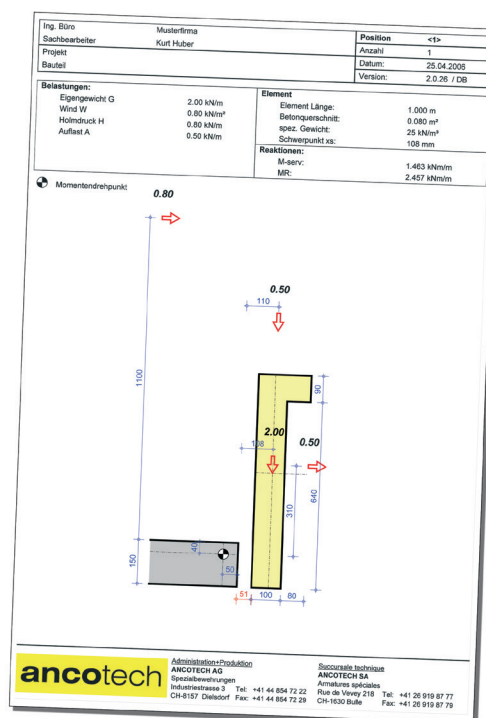 Ing. Büro Musterfirma
Sachbearbeiter Kurt Huber
Projekt
Bauteil
Position <1>
Anzahl 1
Datum: 25.04.2006
Version: 2.0.26 / DB
Belastungen:
Eigengewicht G 2.00 kN/m
Wind W 0.80 kN/m²
Holmdruck H 0.80 kN/m
Auflast A 0.50 kN/m
Element
Element Länge: 1.000 m
Betonquerschnitt: 0.080 m²
spez. Gewicht: 25 kN/m³
Schwerpunkt xs: 108 mm
Reaktionen:
M-serv: 1.463 kNm/m
MR: 2.457 kNm/m
Momentendrehpunkt
0.80
0.50
110
1100
90
2.00
0.50
108
310
640
150
40
50
51 100 80
ancotech
Administration+Produktion
ANCOTECH AG
Spezialbewehrungen
Industriestrasse 3 Tel: +41 44 854 72 22
CH-8157 Dielsdorf Fax: +41 44 854 72 29
Succursale technique
ANCOTECH SA
Armatures spéciales
Rue de Vevey 218 Tel: +41 26 919 87 77
CH-1630 Bulle Fax: +41 26 919 87 79